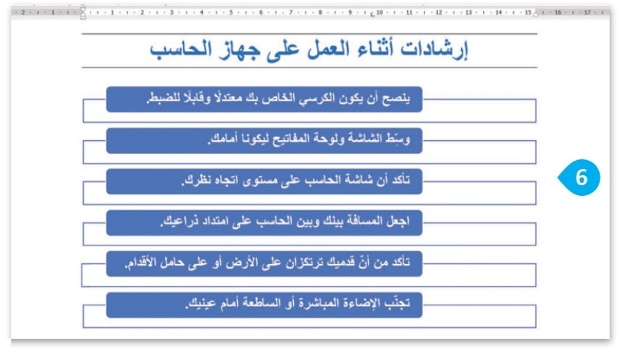 إرشادات أثناء العمل على جهاز الحاسب
ينصح أن يكون الكرسي الخاص بك معتدلًا وقابلًا للضبط.
وسّط الشاشة ولوحة المفاتيح ليكونا أمامك.
تأكد أن شاشة الحاسب على مستوى اتجاه نظرك.
6
اجعل المسافة بينك وبين الحاسب على امتداد ذراعيك.
تأكد من أنّ قدميك ترتكزان على الأرض أو على حامل الأقدام.
تجنّب الإضاءة المباشرة أو الساطعة أمام عينيك.